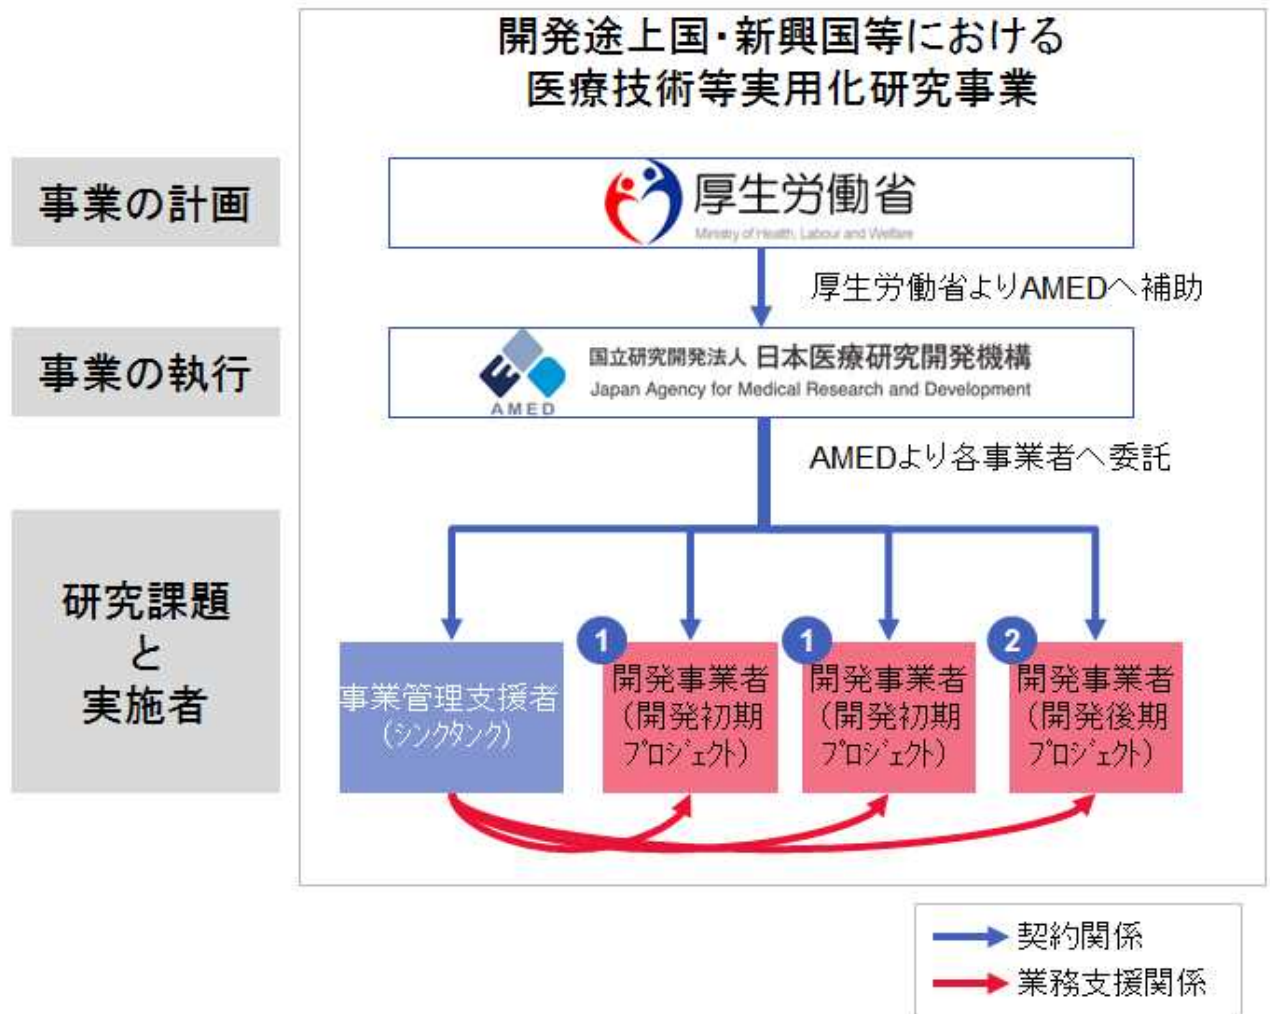 開発途上国・新興国等における
医療技術等実用化研究事業
事業の計画
厚生労働省
Ministry of Health, Labour and Welfare
厚生労働省よりAMEDへ補助
事業の執行
AMED
国立研究開発法人 日本医療研究開発機構
Japan Agency for Medical Research and Development
AMEDより各事業者へ委託
研究課題
と
実施者
事業管理支援者
(シンクタンク)
1
開発事業者
(開発初期
プロジェクト)
1
開発事業者
(開発初期
プロジェクト)
2
開発事業者
(開発後期
プロジェクト)
契約関係
業務支援関係